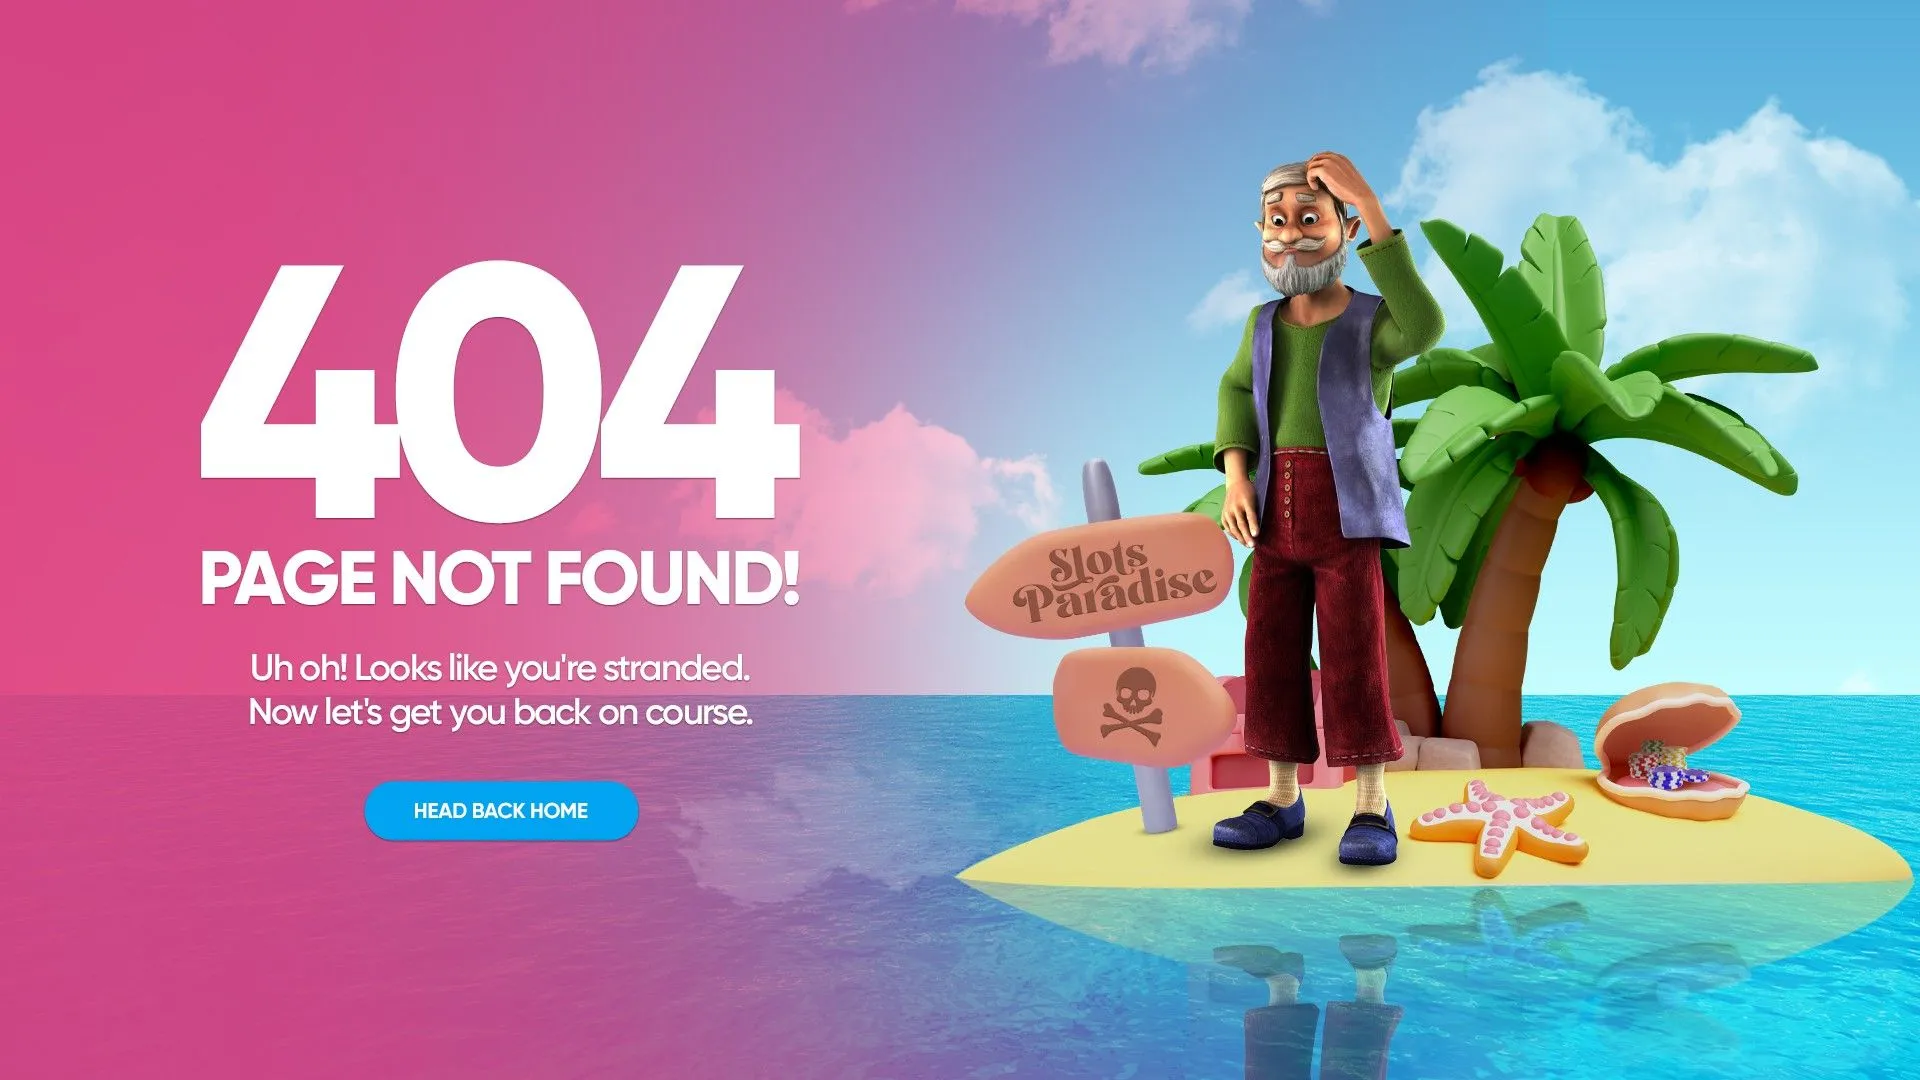 404
PAGE NOT FOUND!
Uh oh! Looks like you're stranded.
Now let's get you back on course.
HEAD BACK HOME
Slots
Paradise